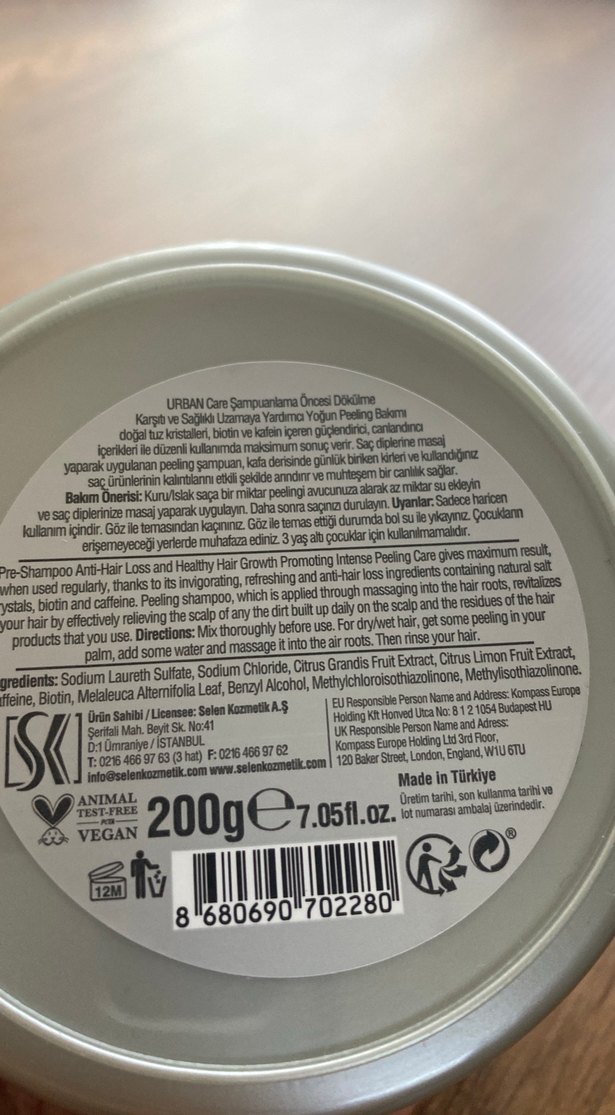 URBAN Care Şampuanlama Öncesi Dökülme
Karşıtı ve Sağlıklı Uzamaya Yardımcı Yoğun Peeling Bakımı
doğal tuz kristalleri, biotin ve kafein içeren güçlendirici, canlandırıcı
içerikleri ile düzenli kullanımda maksimum sonuç verir. Saç diplerine masaj
yaparak uygulanan peeling şampuan, kafa derisinde günlük biriken kirleri ve kullandığınız
saç ürünlerinin kalıntılarını etkili şekilde arındırır ve muhteşem bir canlılık sağlar.
Bakım Önerisi: Kuru/Islak saça bir miktar peelingi avucunuza alarak az miktar su ekleyin
ve saç diplerinize masaj yaparak uygulayın. Daha sonra saçınızı durulayın. Uyarılar: Sadece haricen
kullanım içindir. Göz ile temasından kaçınınız. Göz ile temas ettiği durumda bol su ile yıkayınız. Çocukların
erişemeyeceği yerlerde muhafaza ediniz. 3 yaş altı çocuklar için kullanılmamalıdır.
Pre-Shampoo Anti-Hair Loss and Healthy Hair Growth Promoting Intense Peeling Care gives maximum result,
when used regularly, thanks to its invigorating, refreshing and anti-hair loss ingredients containing natural salt
rystals, biotin and caffeine. Peeling shampoo, which is applied through massaging into the hair roots, revitalizes
your hair by effectively relieving the scalp of any the dirt built up daily on the scalp and the residues of the hair
products that you use. Directions: Mix thoroughly before use. For dry/wet hair, get some peeling in your
palm, add some water and massage it into the air roots. Then rinse your hair.
gredients: Sodium Laureth Sulfate, Sodium Chloride, Citrus Grandis Fruit Extract, Citrus Limon Fruit Extract,
affeine, Biotin, Melaleuca Alternifolia Leaf, Benzyl Alcohol, Methylchloroisothiazolinone, Methylisothiazolinone.
SK
Ürün Sahibi / Licensee: Selen Kozmetik A.Ş
Şerifali Mah. Beyit Sk. No:41
D:1 Ümraniye / İSTANBUL
T: 0216 466 97 63 (3 hat) F: 0216 466 97 62
info@selenkozmetik.com www.selenkozmetik.com
EU Responsible Person Name and Address: Kompass Europe
Holding Kft Honved Utca No: 8 1 2 1054 Budapest HU
UK Responsible Person Name and Adress:
Kompass Europe Holding Ltd 3rd Floor,
120 Baker Street, London, England, W1U 6TU
ANIMAL
TEST-FREE
VEGAN
200g e 7.05fl.oz.
Made in Türkiye
Üretim tarihi, son kullanma tarihi ve
lot numarası ambalaj üzerindedir.
12M
8 680690 702280
®